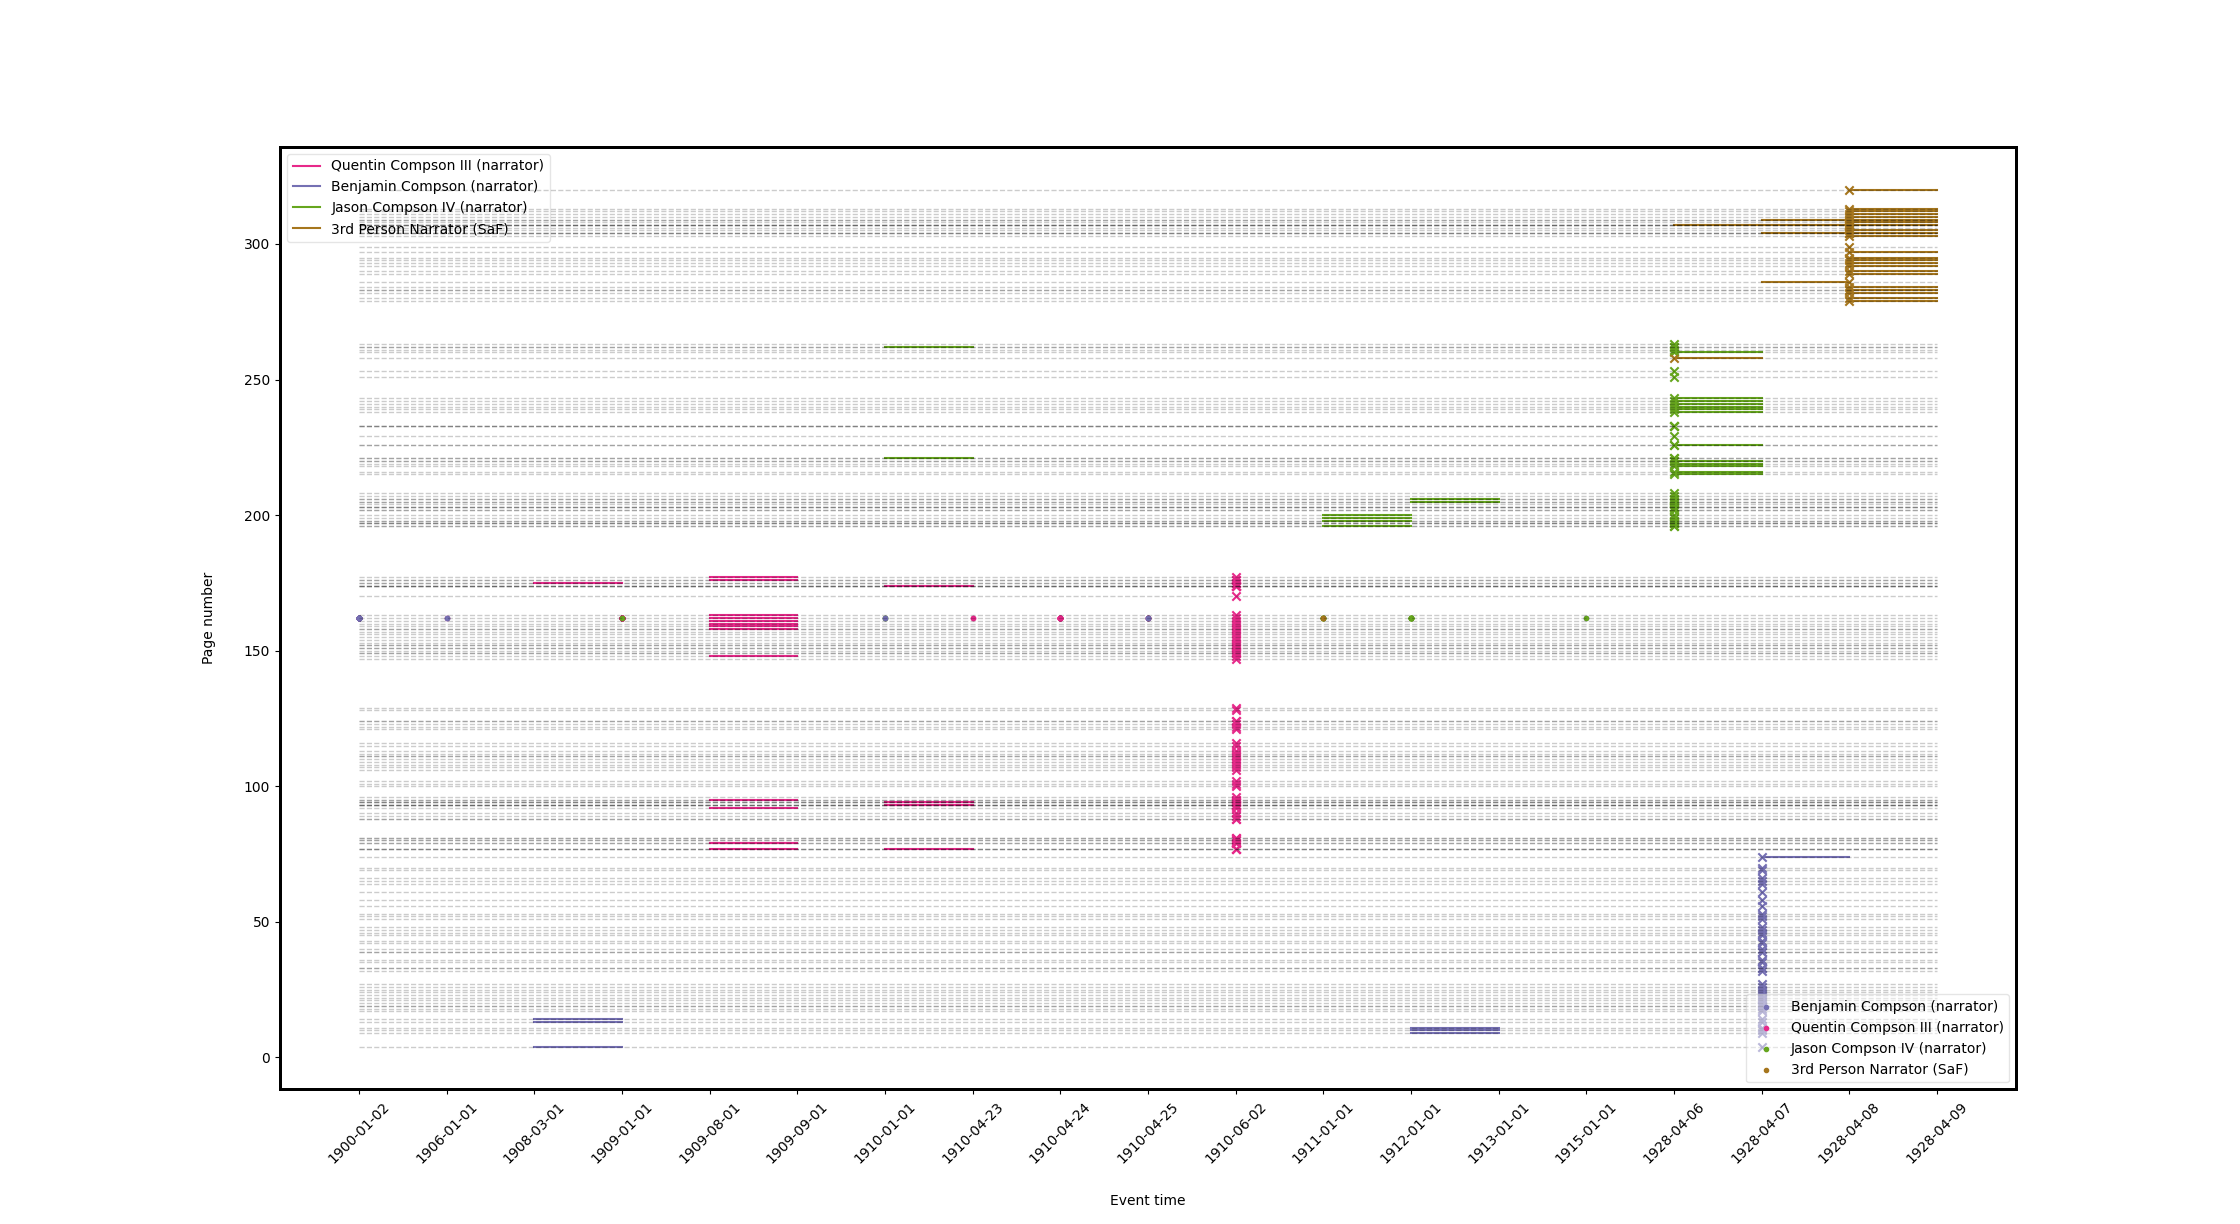 Quentin Compson III (narrator)
Benjamin Compson (narrator)
Jason Compson IV (narrator)
3rd Person Narrator (SaF)
300
250
200
150
100
50
0
Page number
Benjamin Compson (narrator)
Quentin Compson III (narrator)
Jason Compson IV (narrator)
3rd Person Narrator (SaF)
1900-01-02
1906-01-01
1908-03-01
1909-01-01
1909-08-01
1909-09-01
1910-01-01
1910-04-23
1910-04-24
1910-04-25
1910-06-02
1911-01-01
1912-01-01
1913-01-01
1915-01-01
1928-04-06
1928-04-07
1928-04-08
1928-04-09
Event time